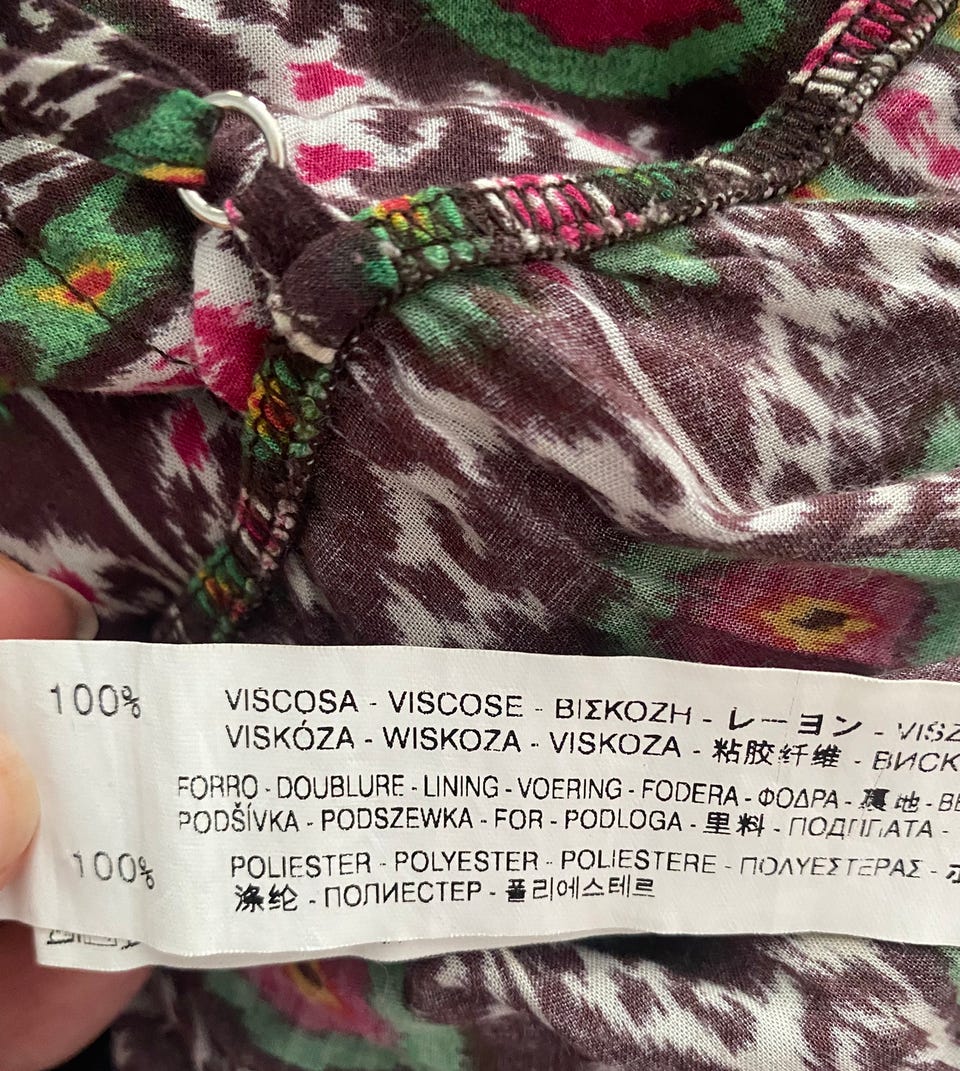 100% VISCOSA - VISCOSE - ΒΙΣΚΟΖΗ - レーヨン -
VISKÓZA - WISKOZA - VISKOZA - 粘胶纤维 -
FORRO - DOUBLURE - LINING - VOERING - FODERA - ΦΟΔΡΑ - 裏地 -
PODŠÍVKA - PODSZEWKA - FOR - PODLOGA - 里料 - ПОДПЛАТА -
100% POLIESTER - POLYESTER - POLIESTERE - ΠΟΛΥΕΣΤΕΡΑΣ -
涤纶 - ПОЛИЕСТЕР - 폴리에스테르